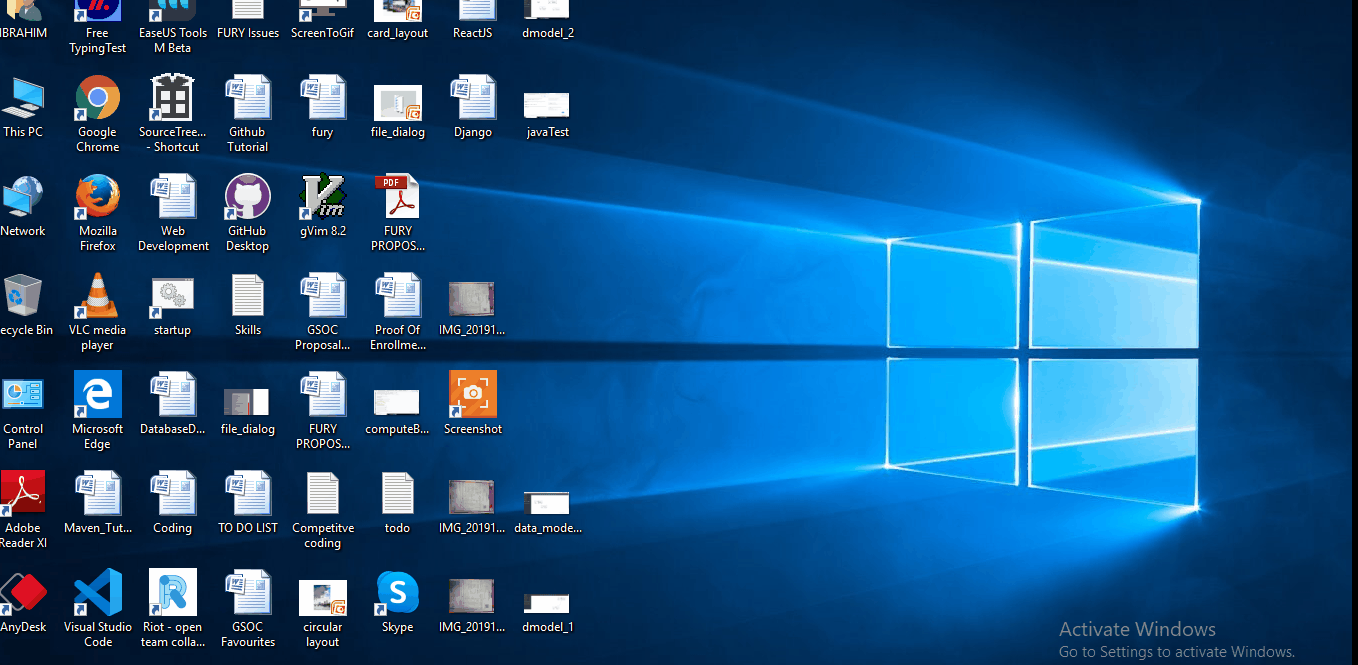 IBRAHIM
Free
TypingTest
EaseUS Tools
M Beta
FURY Issues
ScreenToGif
card_layout
ReactJS
dmodel_2
This PC
Google
Chrome
SourceTree...
- Shortcut
Github
Tutorial
fury
file_dialog
Django
javaTest
Network
Mozilla
Firefox
Web
Development
GitHub
Desktop
gVim 8.2
PDF
FURY
PROPOS...
ecycle Bin
VLC media
player
startup
Skills
GSOC
Proposal...
Proof Of
Enrollme...
IMG_20191...
Control
Panel
Microsoft
Edge
DatabaseD...
file_dialog
FURY
PROPOS...
computeB...
Screenshot
Adobe
Reader XI
Maven_Tut...
Coding
TO DO LIST
Competitve
coding
todo
IMG_20191...
data_mode...
AnyDesk
Visual Studio
Code
Riot - open
team colla...
GSOC
Favourites
circular
layout
Skype
IMG_20191...
dmodel_1
Activate Windows
Go to Settings to activate Windows.